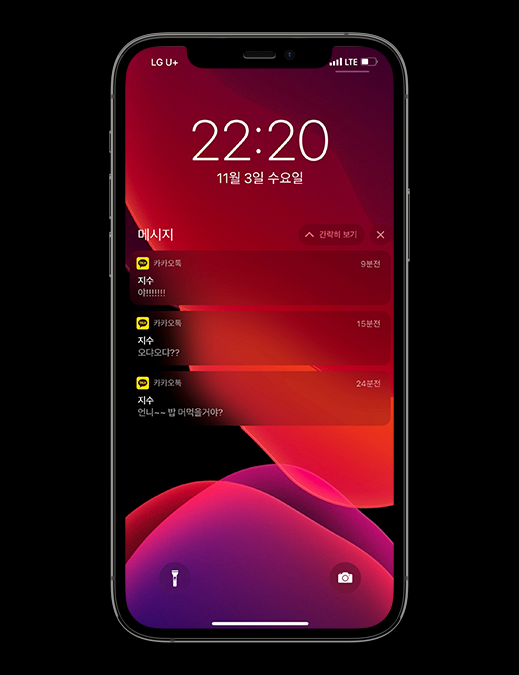 LG U+ LTE
22:20
11월 3일 수요일
메시지 간략히 보기
카카오톡 9분전
지수
야!!!!!!!
카카오톡 15분전
지수
오디오디??
카카오톡 24분전
지수
언니~~ 밥 머먹을거야?